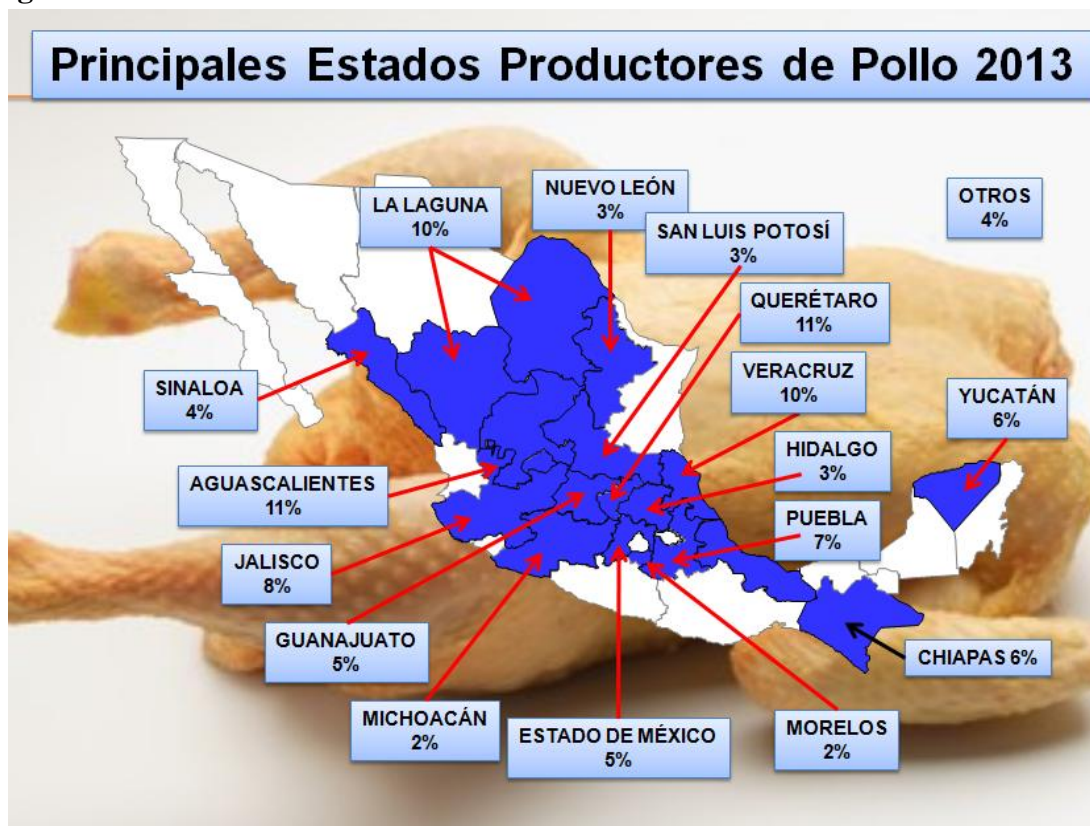 Principales Estados Productores de Pollo 2013
LA LAGUNA
10%
NUEVO LEÓN
3%
SAN LUIS POTOSÍ
3%
OTROS
4%
QUERÉTARO
11%
VERACRUZ
10%
SINALOA
4%
YUCATÁN
6%
HIDALGO
3%
AGUASCALIENTES
11%
PUEBLA
7%
JALISCO
8%
GUANAJUATO
5%
CHIAPAS 6%
MICHOACÁN
2%
ESTADO DE MÉXICO
5%
MORELOS
2%